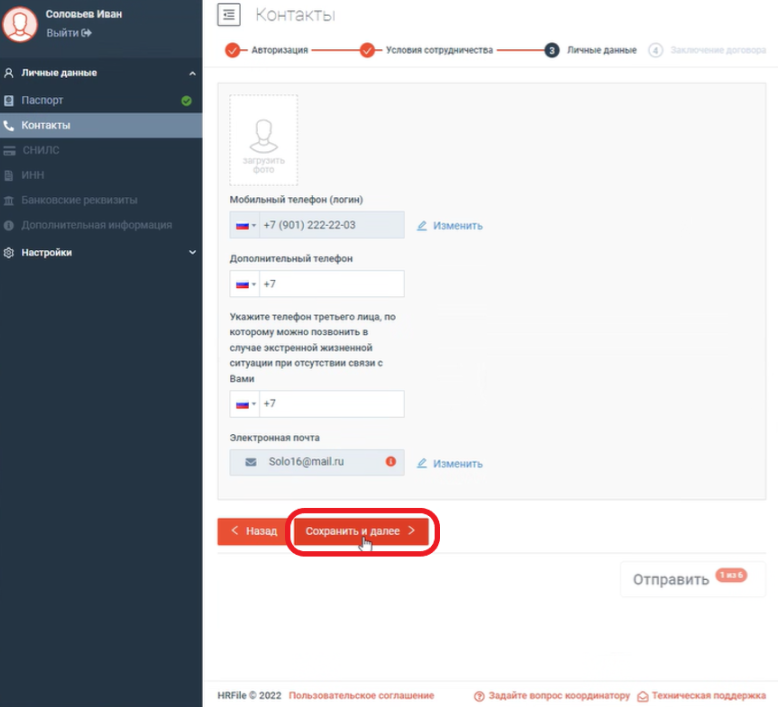 Соловьев Иван
Выйти
Личные данные
Паспорт
Контакты
СНИЛС
ИНН
Банковские реквизиты
Дополнительная информация
Настройки
Контакты
Авторизация
Условия сотрудничества
3 Личные данные
4 Заключение договора
загрузить
фото
Мобильный телефон (логин)
+7 (901) 222-22-03
Изменить
Дополнительный телефон
+7
Укажите телефон третьего лица, по
которому можно позвонить в
случае экстренной жизненной
ситуации при отсутствии связи с
Вами
+7
Электронная почта
Solo16@mail.ru
Изменить
Назад
Сохранить и далее
Отправить 1 из 6
HRFile © 2022 Пользовательское соглашение
Задайте вопрос координатору
Техническая поддержка